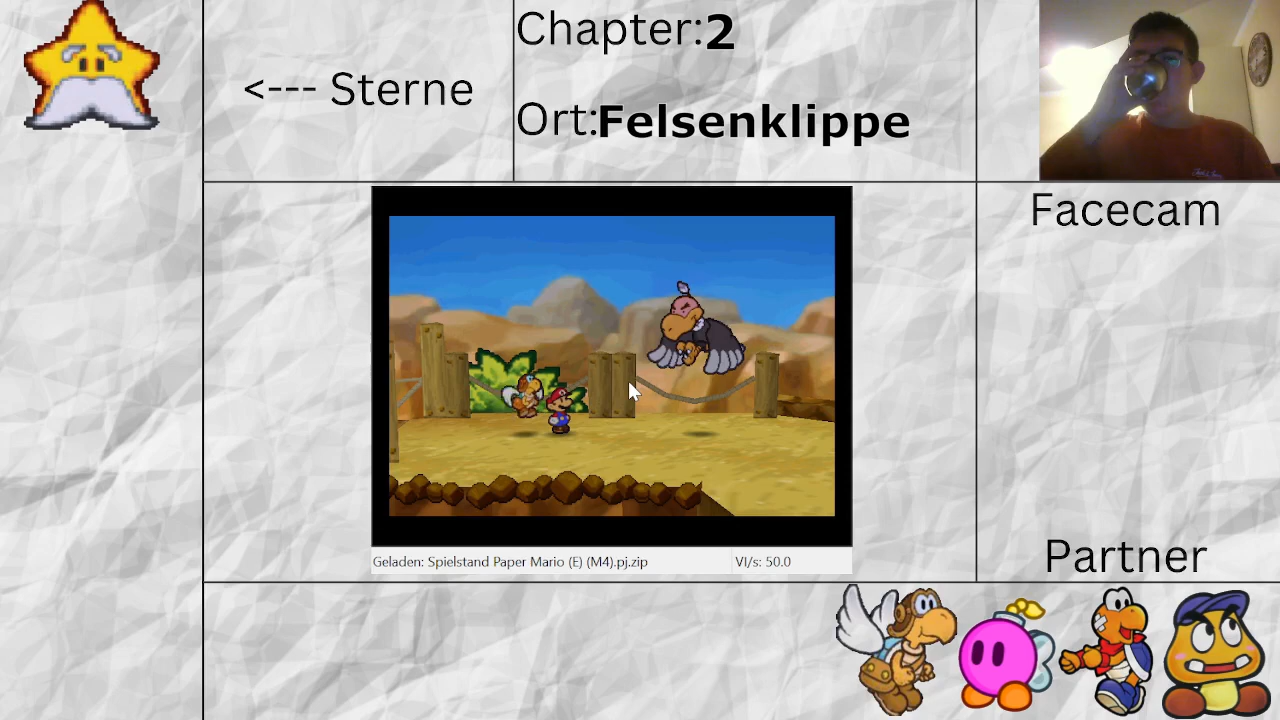 Chapter:2
<--- Sterne
Ort:Felsenklippe
Facecam
Geladen: Spielstand Paper Mario (E) (M4).pj.zip
VI/s: 50.0
Partner